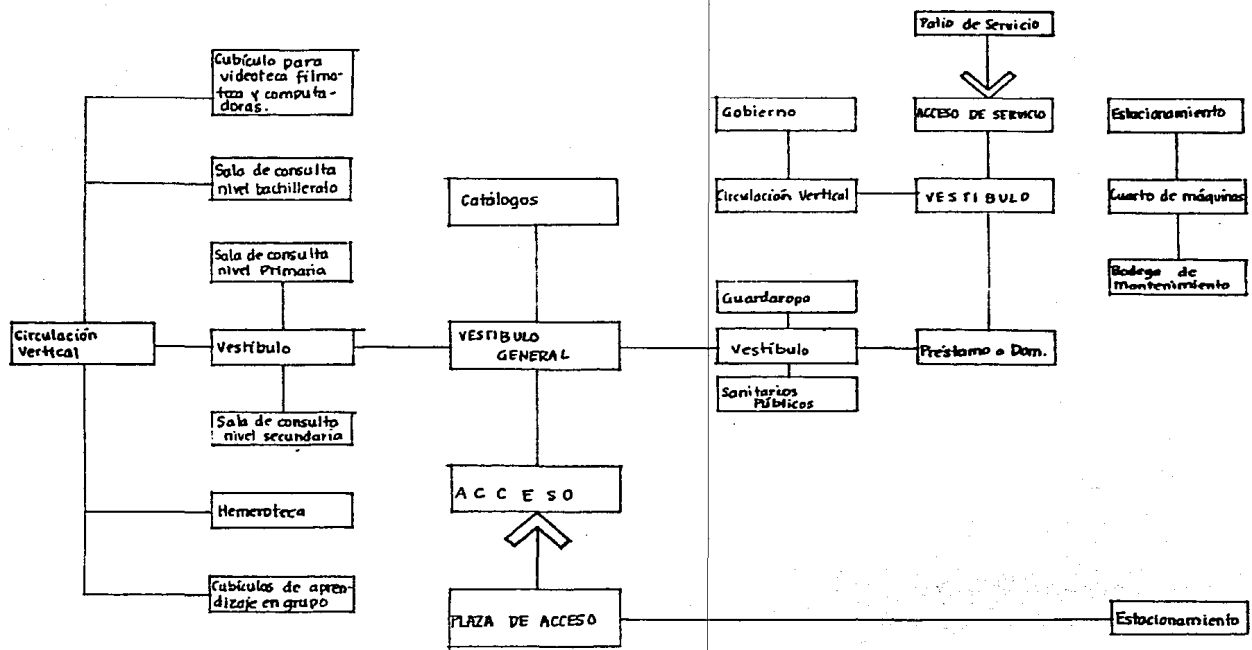 Patio de Servicio
Cubículo para
videoteca filmo-
teca y computa-
doras.
Gobierno
ACCESO DE SERVICIO
Estacionamiento
Sala de consulta
nivel bachillerato
Catálogos
Circulación Vertical
VESTIBULO
Cuarto de máquinas
Sala de consulta
nivel Primaria
Bodega de
mantenimiento
Guardaropa
Circulación
Vertical
Vestíbulo
VESTIBULO
GENERAL
Vestíbulo
Préstamo a Dom.
Sanitarios
Públicos
Sala de consulta
nivel secundaria
ACCESO
Hemeroteca
Cubículos de apren-
dizaje en grupo
PLAZA DE ACCESO
Estacionamiento